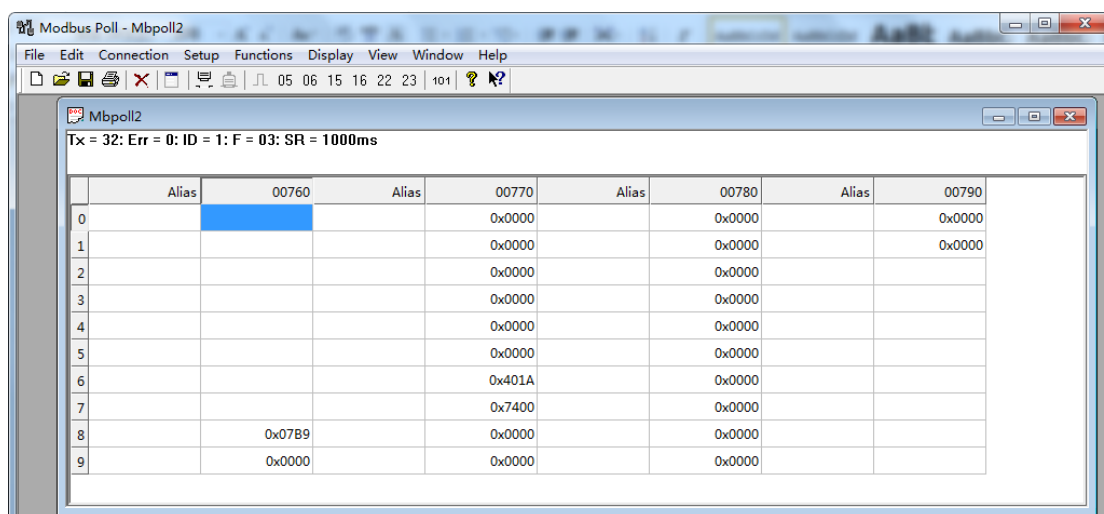 Modbus Poll - Mbpoll2
File Edit Connection Setup Functions Display View Window Help
05 06 15 16 22 23 101
Mbpoll2
Tx = 32: Err = 0: ID = 1: F = 03: SR = 1000ms
Alias 00760 Alias 00770 Alias 00780 Alias 00790
0 0x0000 0x0000 0x0000
1 0x0000 0x0000 0x0000
2 0x0000 0x0000
3 0x0000 0x0000
4 0x0000 0x0000
5 0x0000 0x0000
6 0x401A 0x0000
7 0x7400 0x0000
8 0x07B9 0x0000 0x0000
9 0x0000 0x0000 0x0000